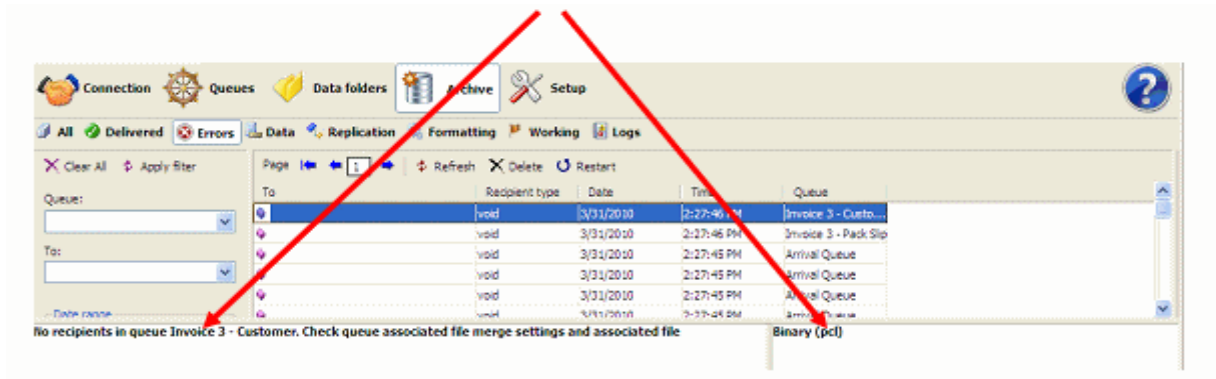 Connection Queues Data folders Archive Setup
All Delivered Errors Data Replication Formatting Working Logs
Clear All Apply filter Page 1 Refresh Delete Restart
To Recipient type Date Time Queue
Queue:
void 3/31/2010 2:27:46 PM Invoice 3 - Custo...
void 3/31/2010 2:27:46 PM Invoice 3 - Pack Slip
To:
void 3/31/2010 2:27:45 PM Arrival Queue
void 3/31/2010 2:27:45 PM Arrival Queue
void 3/31/2010 2:27:45 PM Arrival Queue
Date range
void 3/31/2010 2:27:45 PM Arrival Queue
No recipients in queue Invoice 3 - Customer. Check queue associated file merge settings and associated file
Binary (pcl)